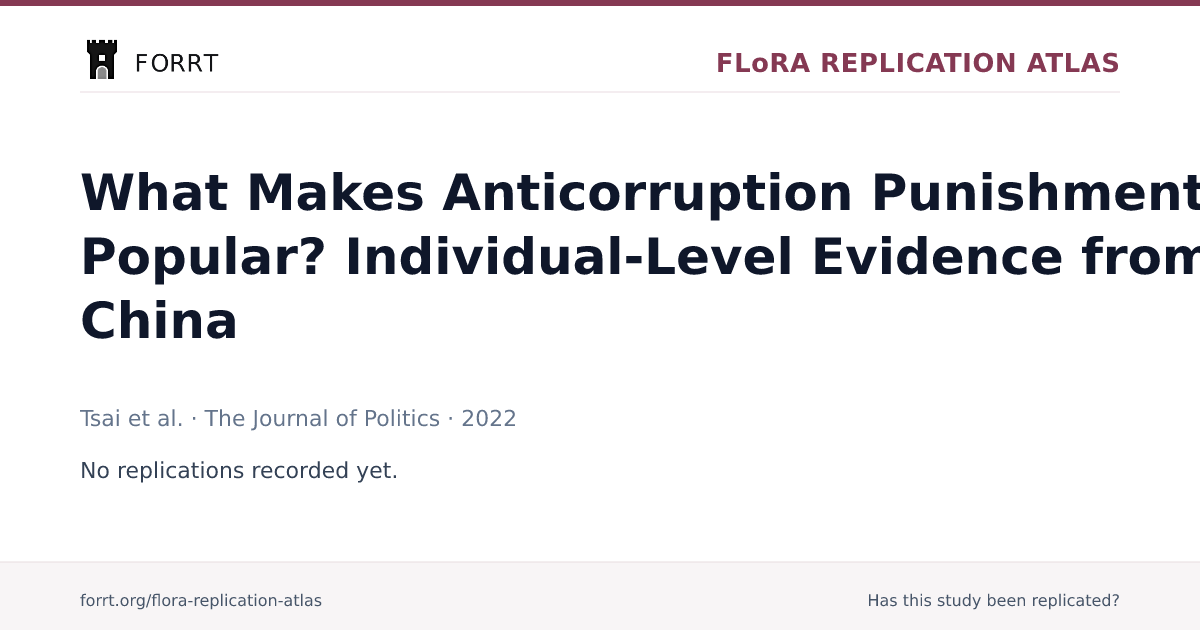 FORRT
FLoRA REPLICATION ATLAS
What Makes Anticorruption Punishment
Popular? Individual-Level Evidence from
China
Tsai et al. · The Journal of Politics · 2022
No replications recorded yet.
forrt.org/flora-replication-atlas
Has this study been replicated?